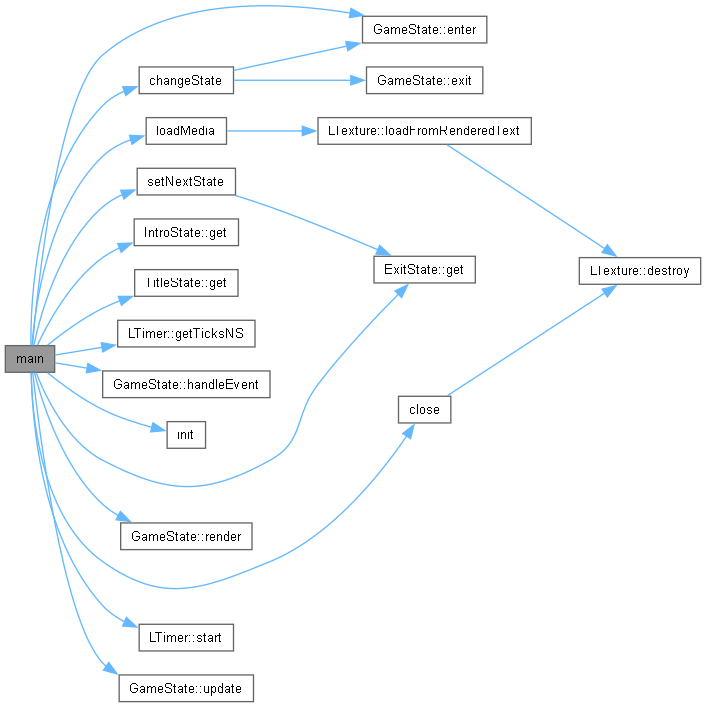 GameState::enter
changeState
GameState::exit
loadMedia
LTexture::loadFromRenderedText
setNextState
IntroState::get
ExitState::get
LTexture::destroy
TitleState::get
LTimer::getTicksNS
main
GameState::handleEvent
close
init
GameState::render
LTimer::start
GameState::update